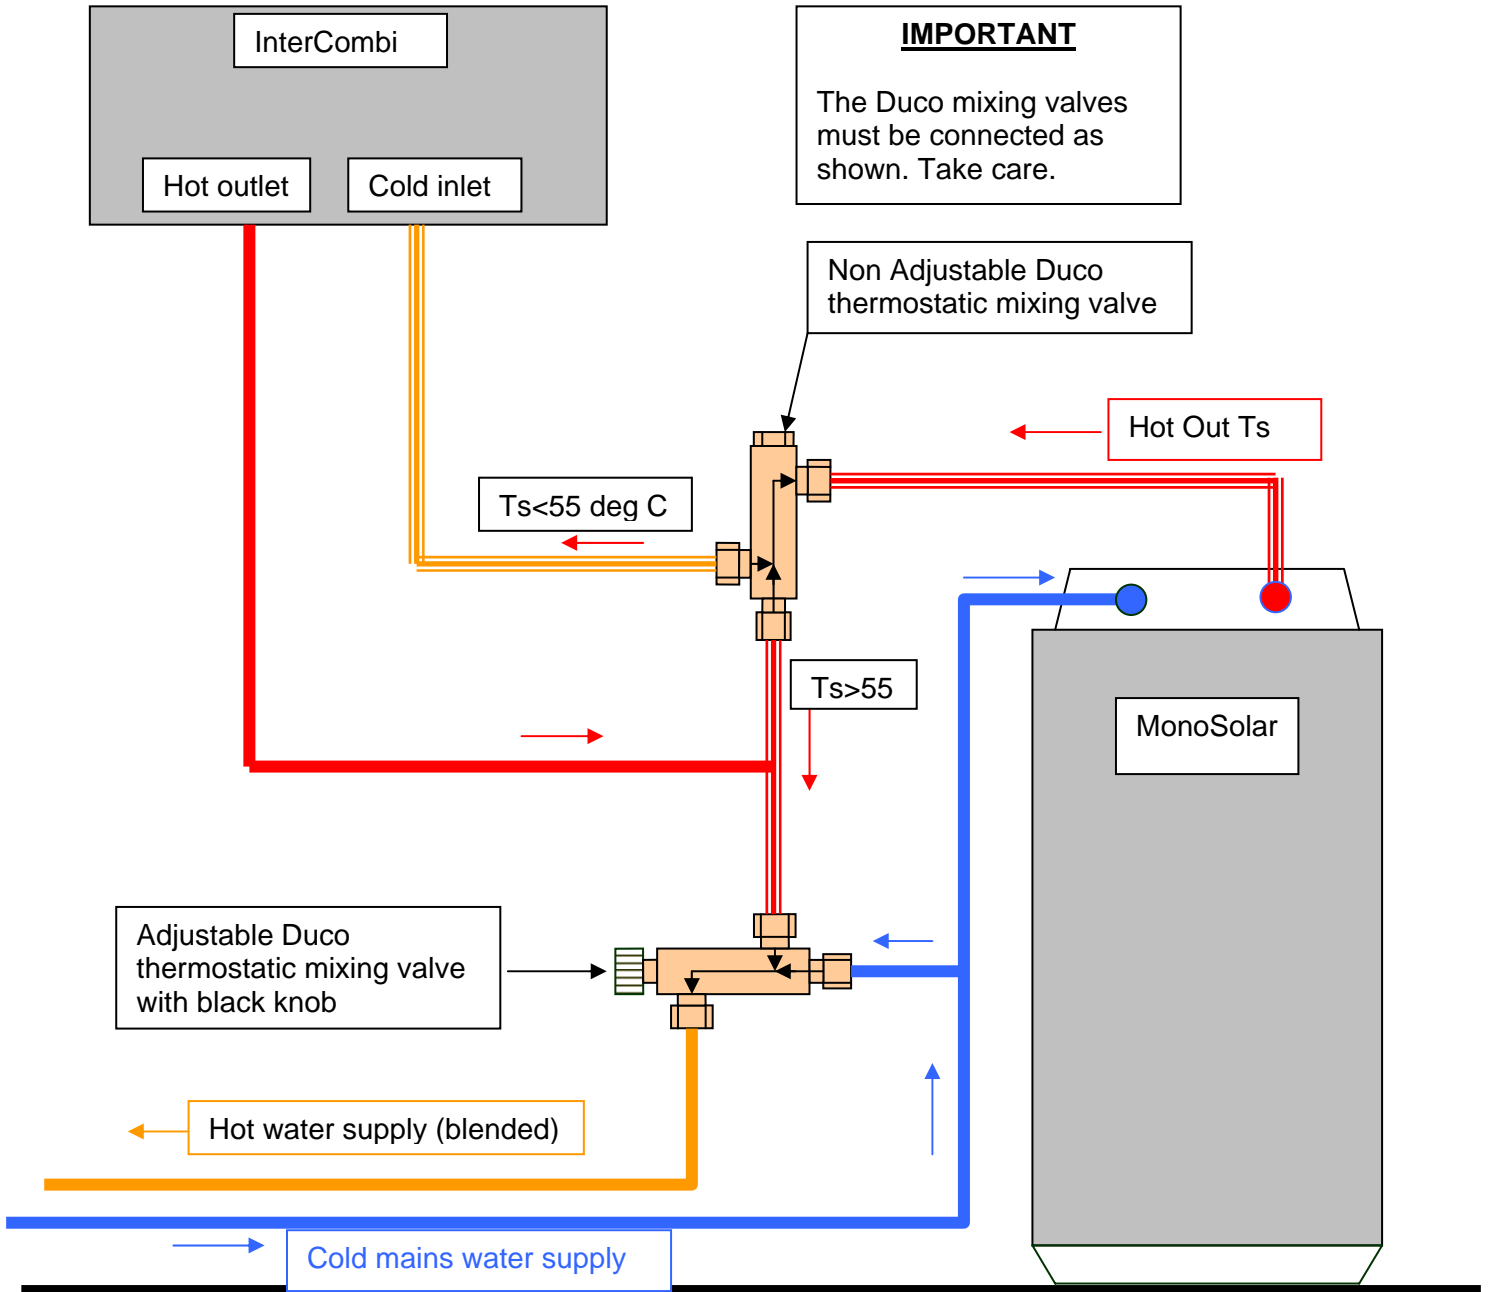 InterCombi
Hot outlet
Cold inlet
IMPORTANT
The Duco mixing valves
must be connected as
shown. Take care.
Non Adjustable Duco
thermostatic mixing valve
Hot Out Ts
Ts<55 deg C
Ts>55
MonoSolar
Adjustable Duco
thermostatic mixing valve
with black knob
Hot water supply (blended)
Cold mains water supply